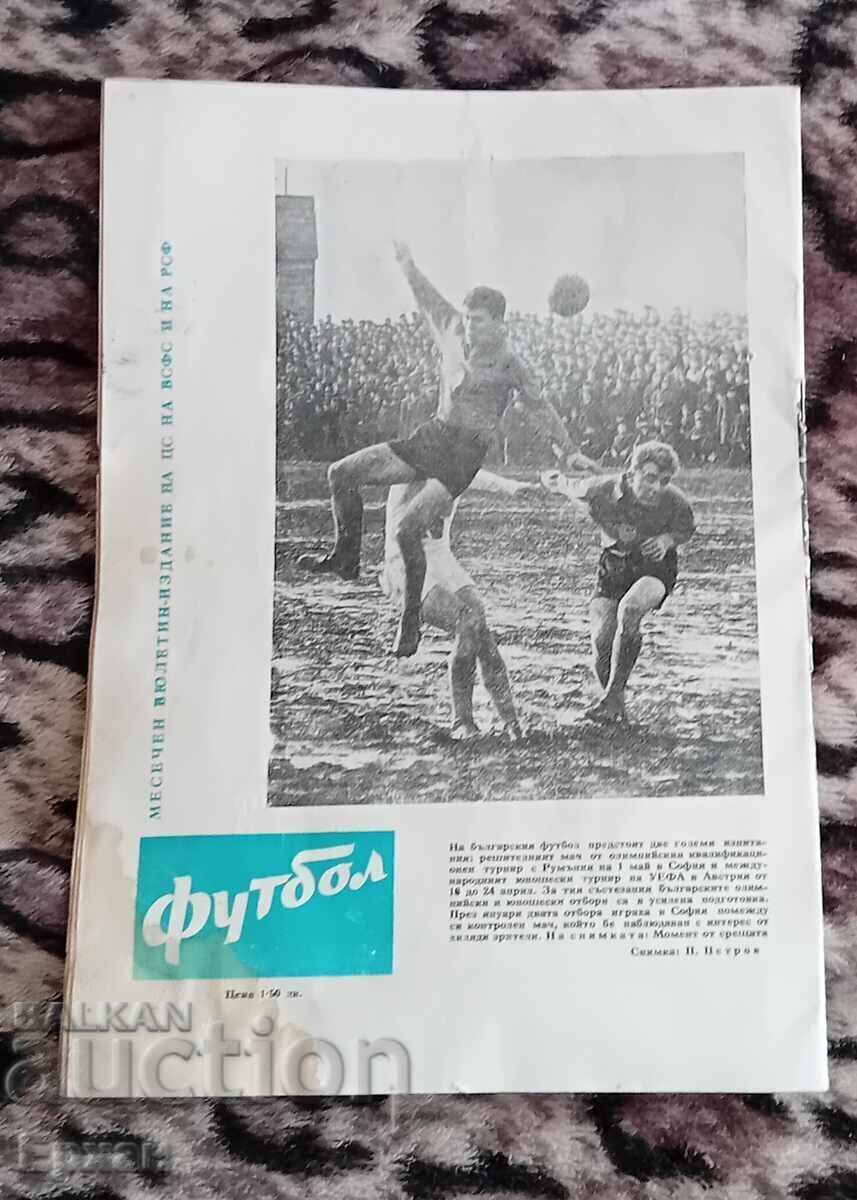 МЕСЕЧЕН БЮЛЕТИН-ИЗДАНИЕ НА ЦС НА БСФС И НА РСФ
футбол
Цена 1·50 лв.
На българския футбол предстоят две големи изпита-
ния: решителният мач от олимпийския квалификацио-
нен турнир с Румъния на 1 май в София и между-
народният юношески турнир на УЕФА в Австрия от
16 до 24 април. За тия състезания българските олим-
пийски и юношески отбори са в усилена подготовка.
През януари двата отбора играха в София помежду
си контролен мач, който бе наблюдаван с интерес от
хиляди зрители. На снимката: Момент от срещата
Снимка: П. Петров
BALKAN
auction
Ерхан